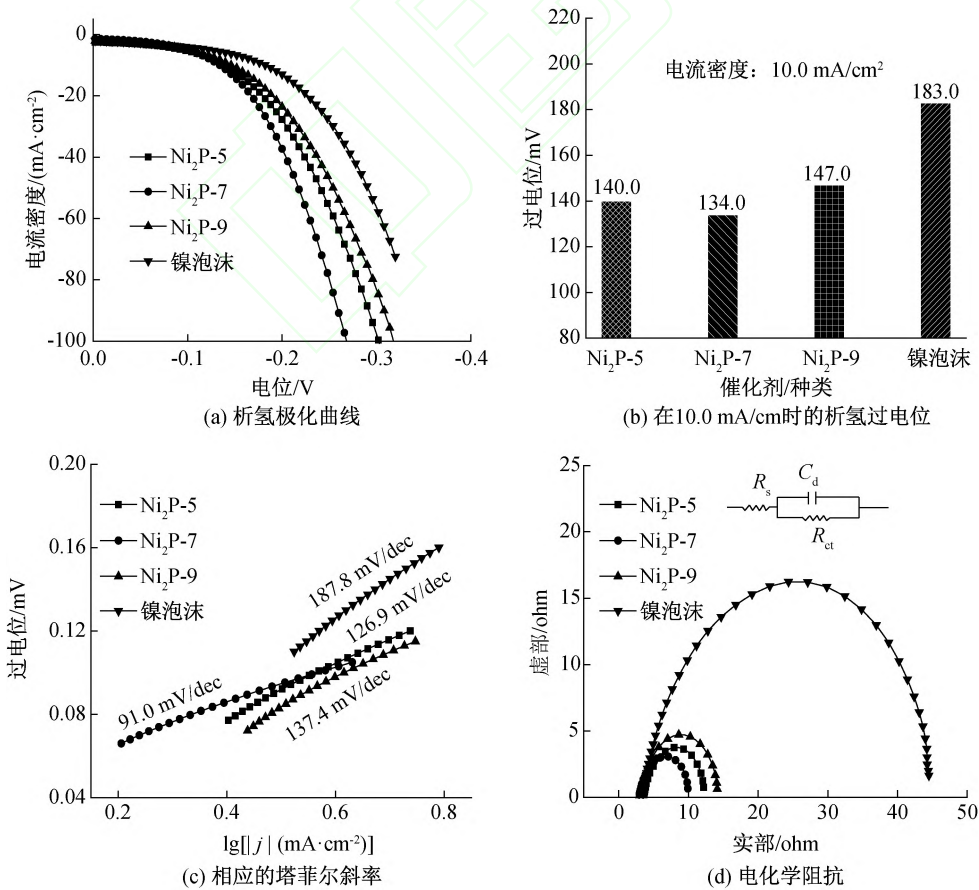 0
-20
-40
-60
-80
-100
0.0
-0.1
-0.2
-0.3
-0.4
电流密度/(mA·cm-2)
Ni2P-5
Ni2P-7
Ni2P-9
镍泡沫
电位/V
(a) 析氢极化曲线
220
200
180
160
140
120
100
80
过电位/mV
电流密度：10.0 mA/cm2
140.0
134.0
147.0
183.0
Ni2P-5
Ni2P-7
Ni2P-9
镍泡沫
催化剂/种类
(b) 在10.0 mA/cm时的析氢过电位
0.20
0.16
0.12
0.08
0.04
过电位/mV
Ni2P-5
Ni2P-7
Ni2P-9
镍泡沫
187.8 mV/dec
126.9 mV/dec
91.0 mV/dec
137.4 mV/dec
0.2
0.4
0.6
0.8
lg[| j | (mA·cm-2)]
(c) 相应的塔菲尔斜率
25
20
15
10
5
0
虚部/ohm
Ni2P-5
Ni2P-7
Ni2P-9
镍泡沫
Rs
Cd
Rct
0
10
20
30
40
50
实部/ohm
(d) 电化学阻抗